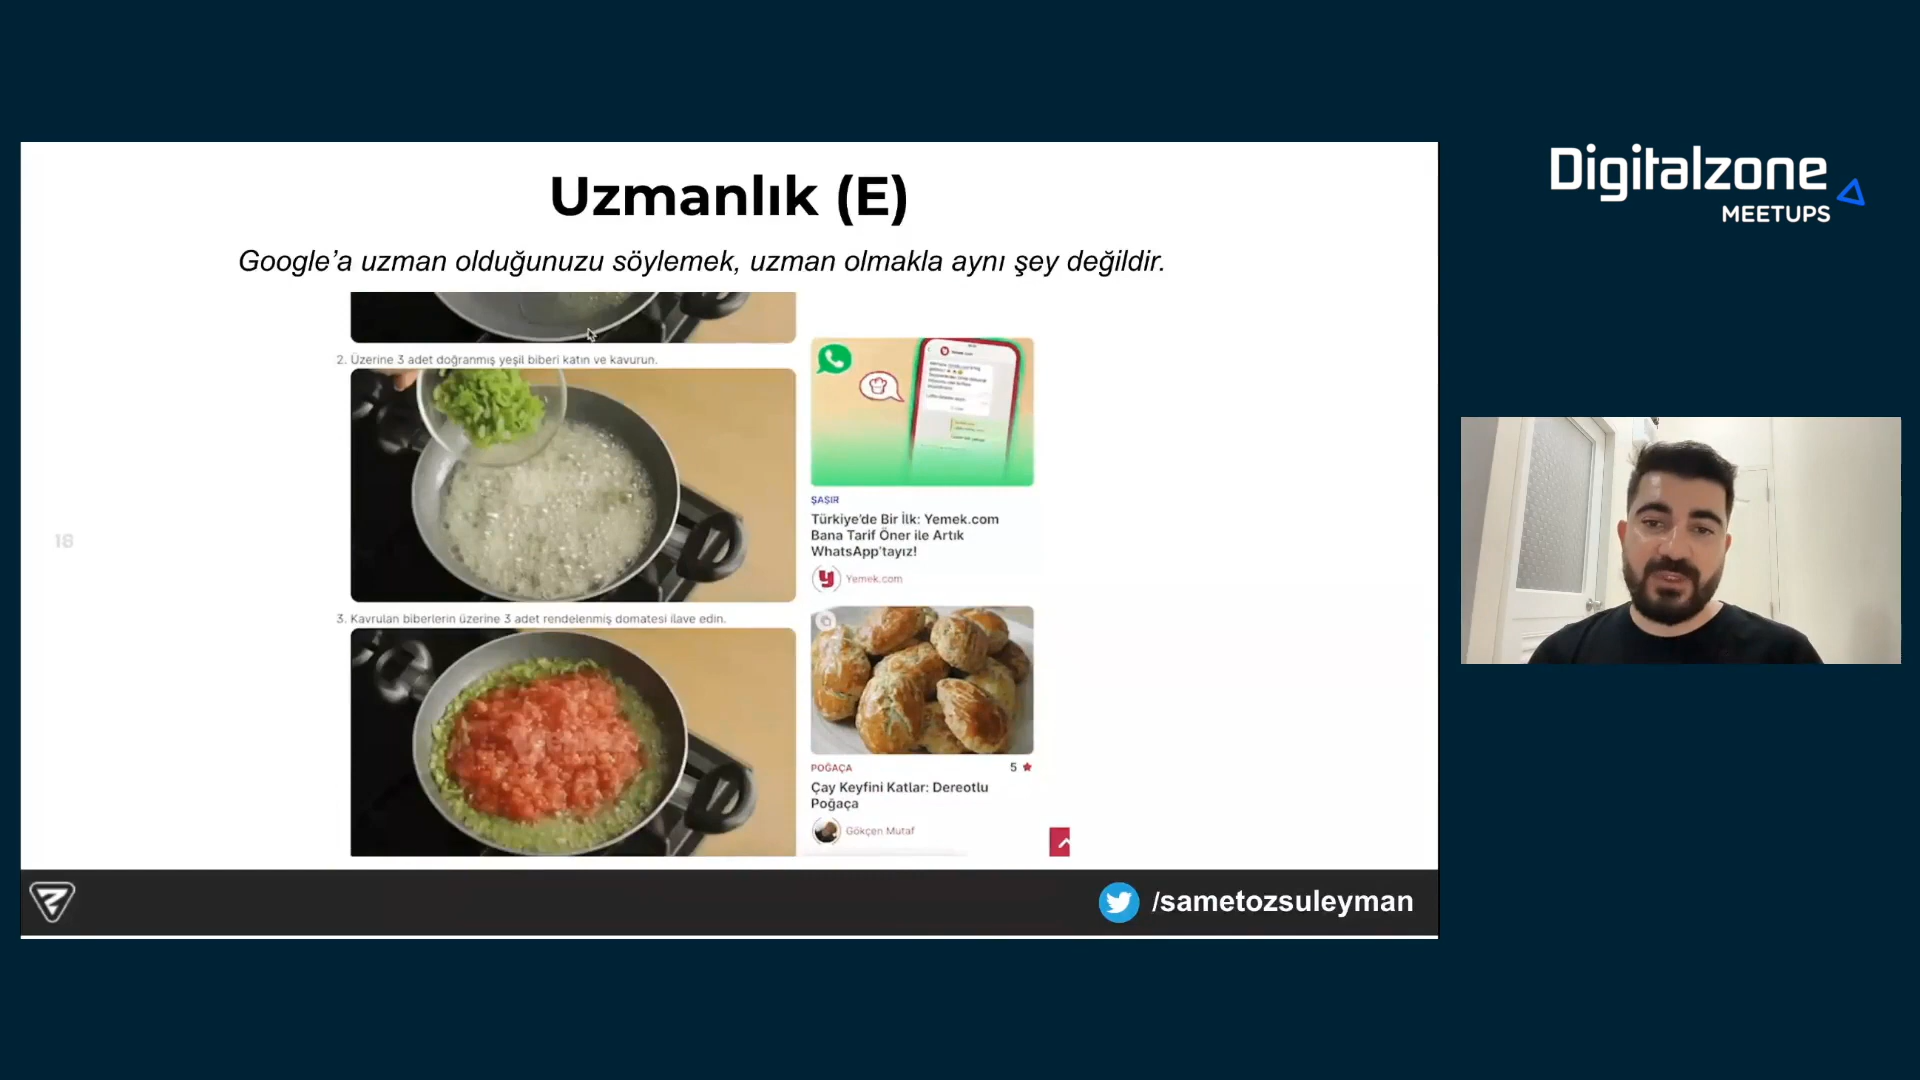 Digitalzone
MEETUPS
Uzmanlık (E)
Google’a uzman olduğunuzu söylemek, uzman olmakla aynı şey değildir.
2. Üzerine 3 adet doğranmış yeşil biberi katın ve kavurun.
3. Kavrulan biberlerin üzerine 3 adet rendelenmiş domatesi ilave edin.
ŞAŞIR
Türkiye’de Bir İlk: Yemek.com
Bana Tarif Öner ile Artık
WhatsApp’tayız!
Yemek.com
POĞAÇA 5
Çay Keyfini Katlar: Dereotlu
Poğaça
Gökçen Mutaf
18
/sametozsuleyman